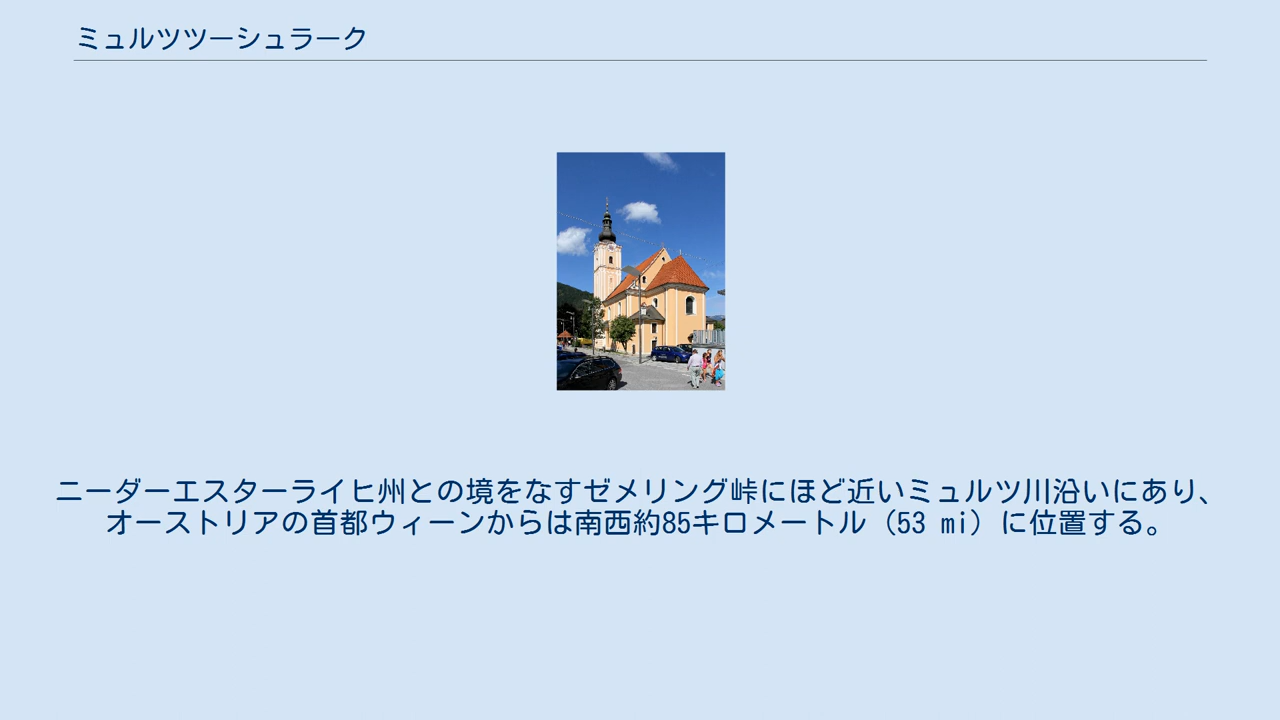 ミュルツツーシュラーク
ニーダーエスターライヒ州との境をなすゼメリング峠にほど近いミュルツ川沿いにあり、
オーストリアの首都ウィーンからは南西約85キロメートル（53 mi）に位置する。